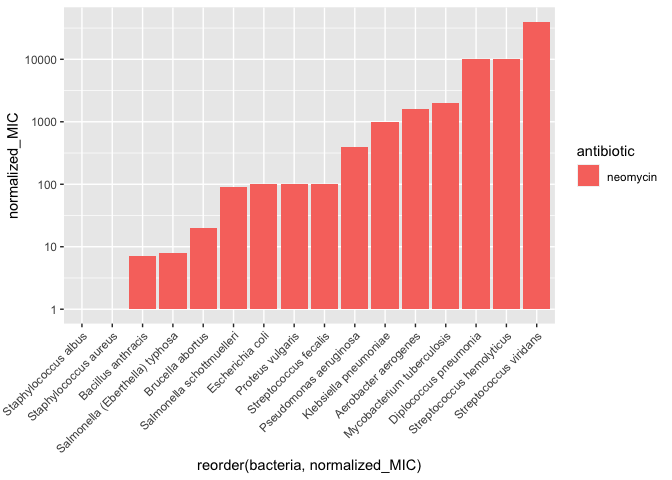 normalized_MIC
10000
1000
100
10
1
Staphylococcus albus
Staphylococcus aureus
Bacillus anthracis
Salmonella (Eberthella) typhosa
Brucella abortus
Salmonella schottmuelleri
Escherichia coli
Proteus vulgaris
Streptococcus fecalis
Pseudomonas aeruginosa
Klebsiella pneumoniae
Aerobacter aerogenes
Mycobacterium tuberculosis
Diplococcus pneumonia
Streptococcus hemolyticus
Streptococcus viridans
reorder(bacteria, normalized_MIC)
antibiotic
neomycin